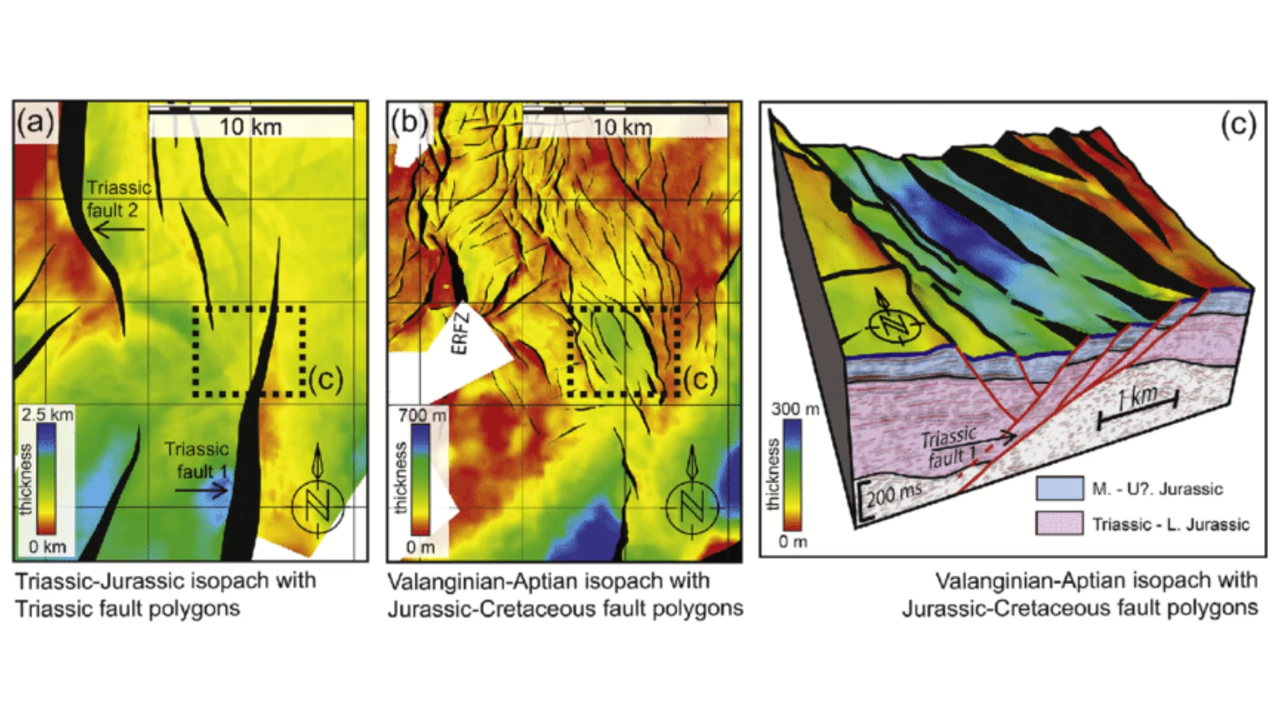 (a)
10 km
Triassic
fault 2
(c)
2.5 km
thickness
0 km
Triassic
fault 1
N
Triassic-Jurassic isopach with
Triassic fault polygons
(b)
10 km
ERFZ
(c)
700 m
thickness
0 m
N
Valanginian-Aptian isopach with
Jurassic-Cretaceous fault polygons
(c)
N
1 km
300 m
thickness
0 m
Triassic
fault 1
200 ms
M. - U?. Jurassic
Triassic - L. Jurassic
Valanginian-Aptian isopach with
Jurassic-Cretaceous fault polygons